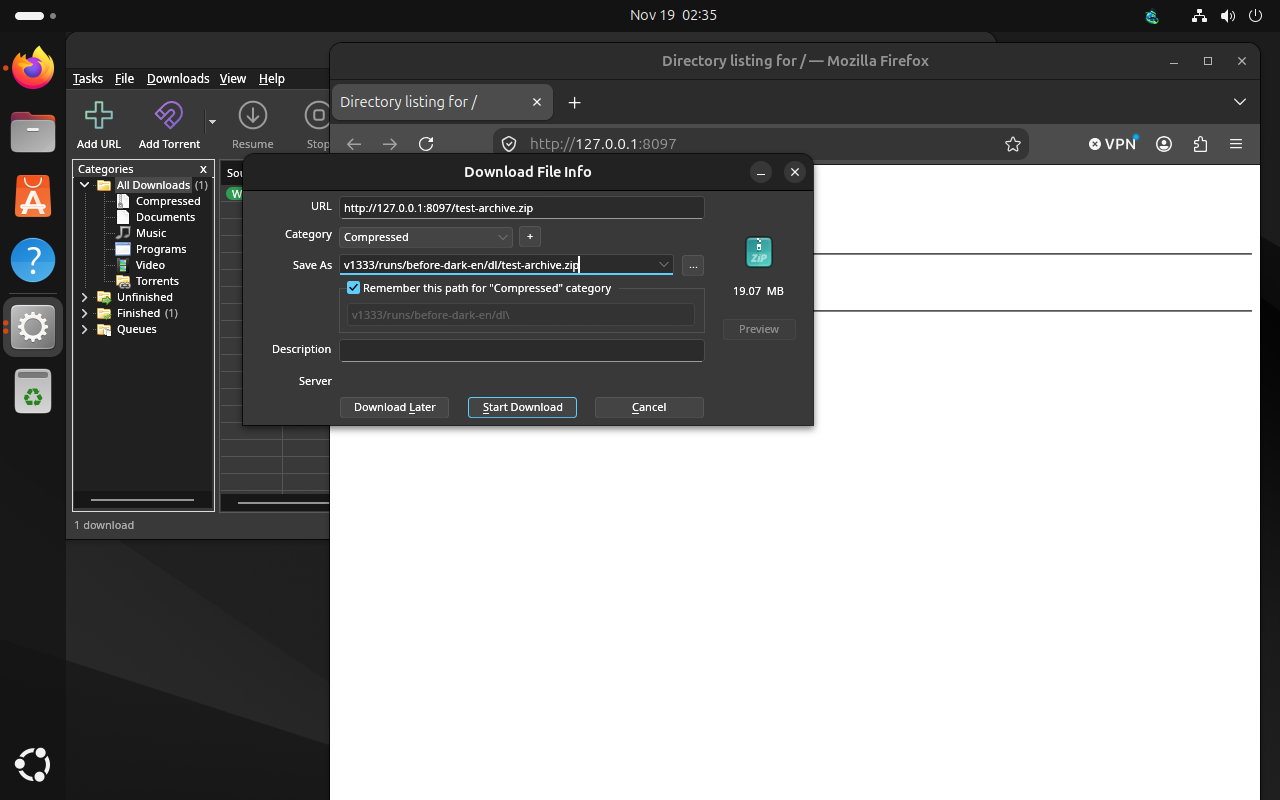 Nov 19 02:35
Directory listing for / — Mozilla Firefox
Tasks File Downloads View Help
Directory listing for /
Add URL
Add Torrent
Resume
Stop
http://127.0.0.1:8097
VPN
Categories X
All Downloads (1)
Compressed
Documents
Music
Programs
Video
Torrents
Unfinished
Finished (1)
Queues
1 download
Download File Info
URL
http://127.0.0.1:8097/test-archive.zip
Category
Compressed
+
Save As
v1333/runs/before-dark-en/dl/test-archive.zip
...
Remember this path for "Compressed" category
v1333/runs/before-dark-en/dl\
ZiP
19.07 MB
Preview
Description
Server
Download Later
Start Download
Cancel